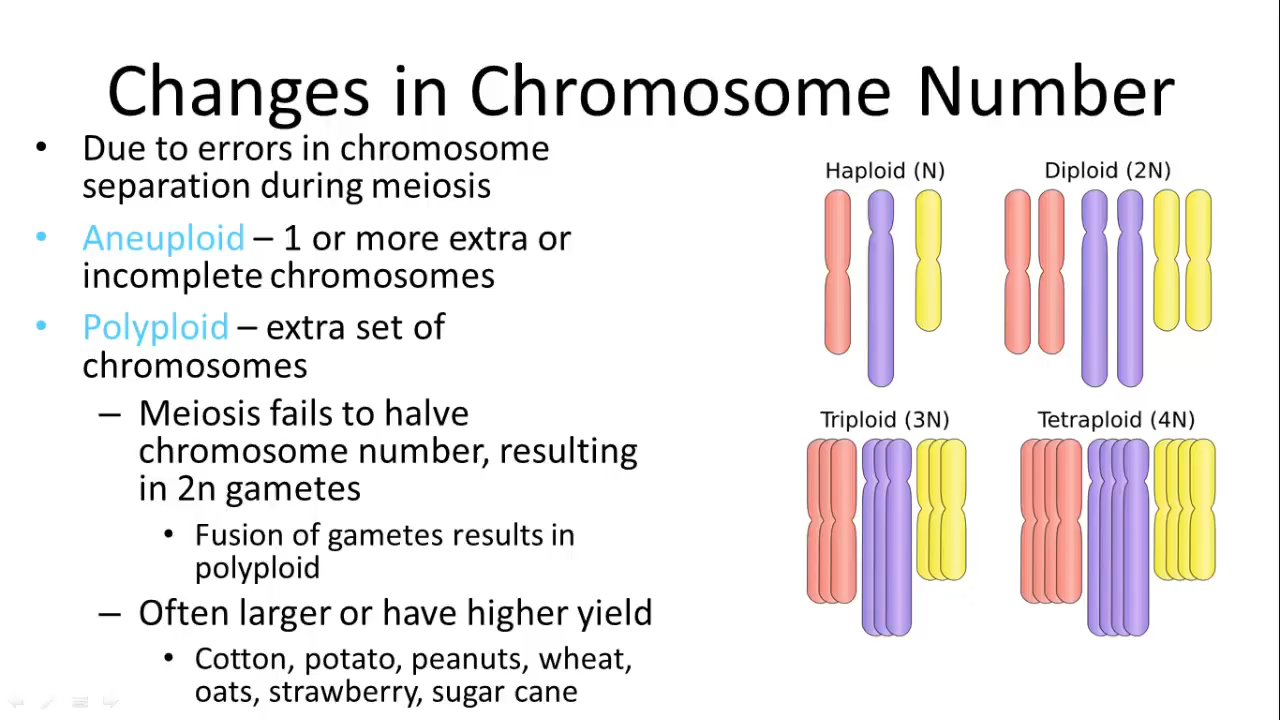 Changes in Chromosome Number
• Due to errors in chromosome
separation during meiosis
• Aneuploid – 1 or more extra or
incomplete chromosomes
• Polyploid – extra set of
chromosomes
– Meiosis fails to halve
chromosome number, resulting
in 2n gametes
• Fusion of gametes results in
polyploid
– Often larger or have higher yield
• Cotton, potato, peanuts, wheat,
oats, strawberry, sugar cane
Haploid (N)
Diploid (2N)
Triploid (3N)
Tetraploid (4N)